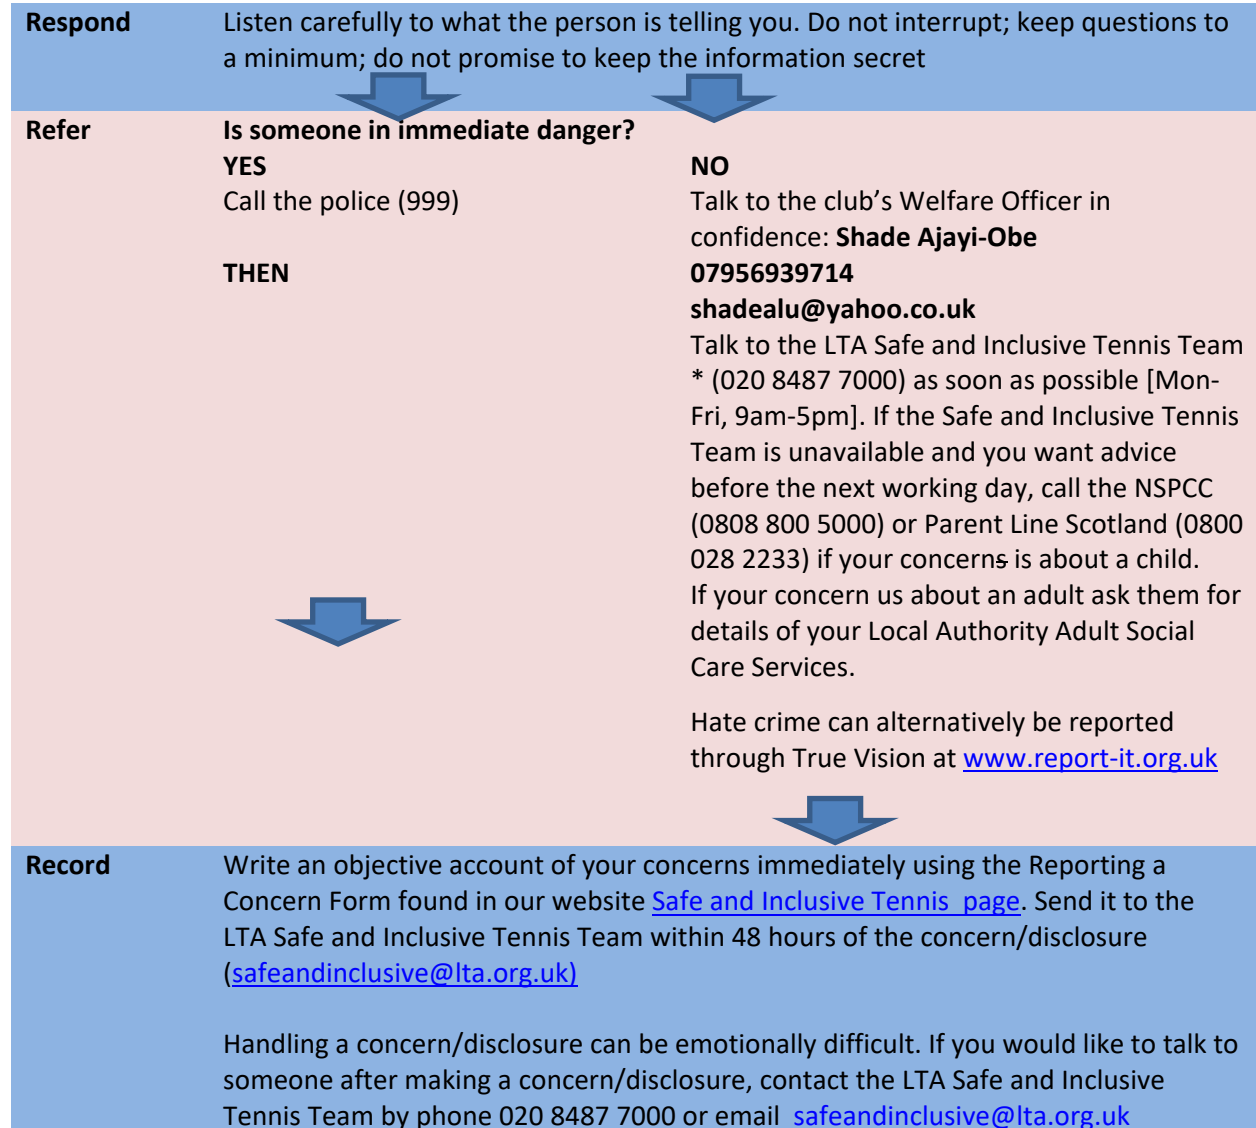 Respond Listen carefully to what the person is telling you. Do not interrupt; keep questions to
a minimum; do not promise to keep the information secret
Refer Is someone in immediate danger?
YES
Call the police (999)
THEN
NO
Talk to the club's Welfare Officer in
confidence: Shade Ajayi-Obe
07956939714
shadealu@yahoo.co.uk
Talk to the LTA Safe and Inclusive Tennis Team
* (020 8487 7000) as soon as possible [Mon-
Fri, 9am-5pm]. If the Safe and Inclusive Tennis
Team is unavailable and you want advice
before the next working day, call the NSPCC
(0808 800 5000) or Parent Line Scotland (0800
028 2233) if your concerns is about a child.
If your concern us about an adult ask them for
details of your Local Authority Adult Social
Care Services.
Hate crime can alternatively be reported
through True Vision at www.report-it.org.uk
Record Write an objective account of your concerns immediately using the Reporting a
Concern Form found in our website Safe and Inclusive Tennis  page. Send it to the
LTA Safe and Inclusive Tennis Team within 48 hours of the concern/disclosure
(safeandinclusive@lta.org.uk)
Handling a concern/disclosure can be emotionally difficult. If you would like to talk to
someone after making a concern/disclosure, contact the LTA Safe and Inclusive
Tennis Team by phone 020 8487 7000 or email  safeandinclusive@lta.org.uk